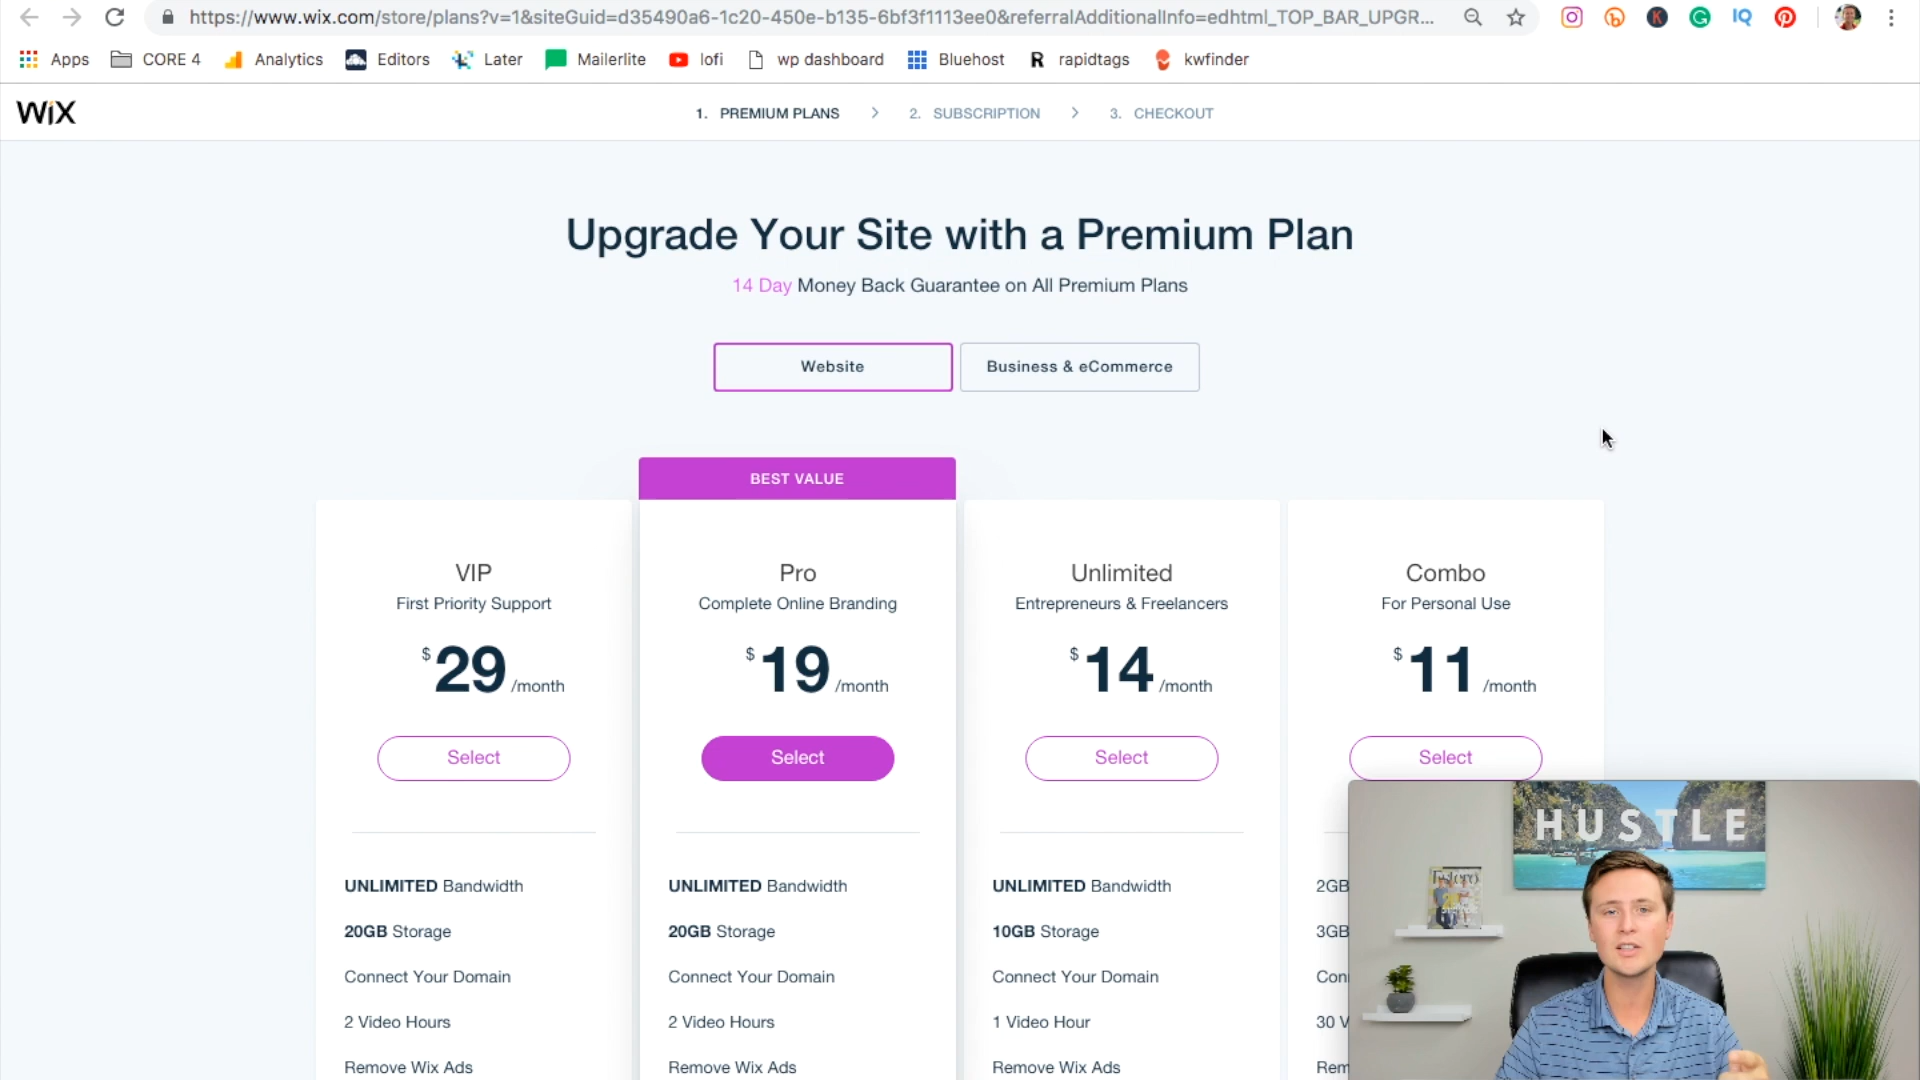 https://www.wix.com/store/plans?v=1&siteGuid=d35490a6-1c20-450e-b135-6bf3f1113ee0&referralAdditionalInfo=edhtml_TOP_BAR_UPGR...
Apps CORE 4 Analytics Editors Later Mailerlite lofi wp dashboard Bluehost R rapidtags kwfinder
WiX
1. PREMIUM PLANS > 2. SUBSCRIPTION > 3. CHECKOUT
Upgrade Your Site with a Premium Plan
14 Day Money Back Guarantee on All Premium Plans
Website Business & eCommerce
BEST VALUE
VIP
First Priority Support
$29/month
Select
UNLIMITED Bandwidth
20GB Storage
Connect Your Domain
2 Video Hours
Remove Wix Ads
Pro
Complete Online Branding
$19/month
Select
UNLIMITED Bandwidth
20GB Storage
Connect Your Domain
2 Video Hours
Remove Wix Ads
Unlimited
Entrepreneurs & Freelancers
$14/month
Select
UNLIMITED Bandwidth
10GB Storage
Connect Your Domain
1 Video Hour
Remove Wix Ads
Combo
For Personal Use
$11/month
Select
2GB
3GB
Con
30 V
Rem
HUSTLE